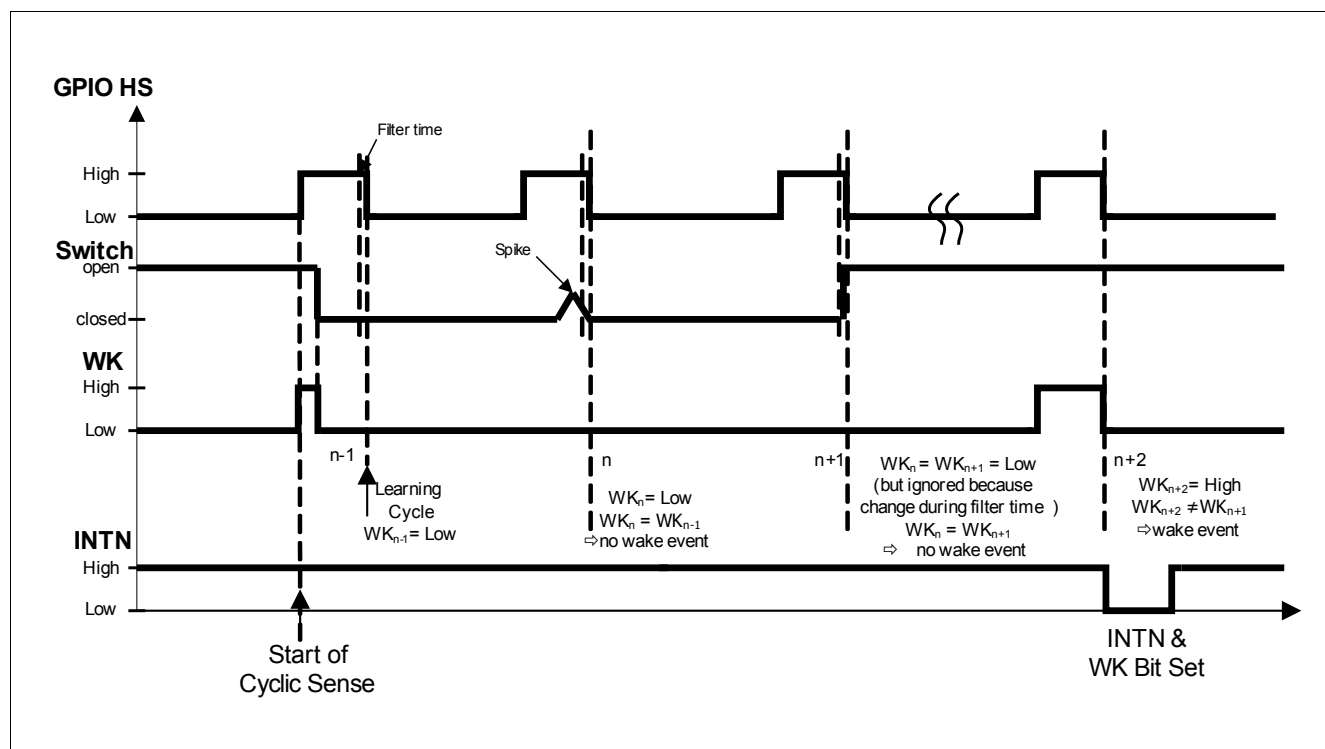 GPIO HS
Filter time
High
Low
Switch
open
Spike
closed
WK
High
Low
n-1
n
n+1
n+2
Learning
Cycle
WKn-1= Low
WKn= Low
WKn = WKn-1
⇨no wake event
WKn = WKn+1 = Low
(but ignored because
change during filter time )
WKn = WKn+1
⇨ no wake event
WKn+2= High
WKn+2 ≠WKn+1
⇨wake event
INTN
High
Low
Start of
Cyclic Sense
INTN &
WK Bit Set